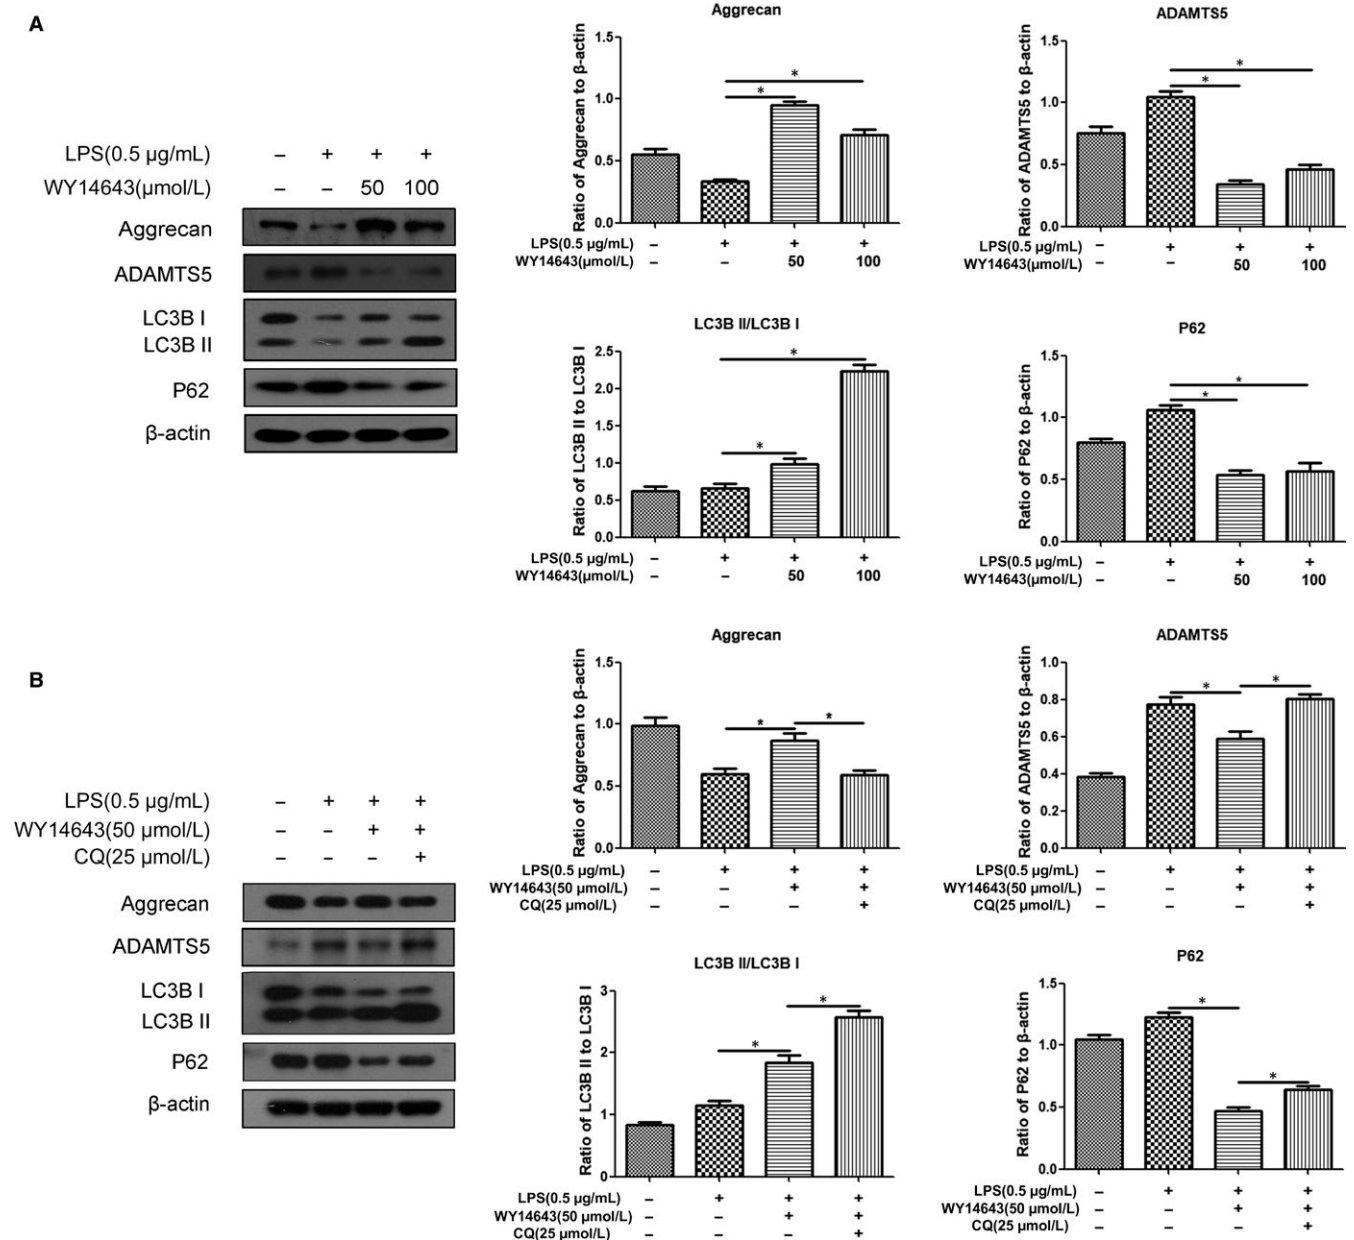 A
LPS(0.5 μg/mL) – + + +
WY14643(μmol/L) – – 50 100
Aggrecan
ADAMTS5
LC3B I
LC3B II
P62
β-actin
Aggrecan
Ratio of Aggrecan to β-actin
1.5
1.0
0.5
0.0
* *
LPS(0.5 μg/mL) – + + +
WY14643(μmol/L) – – 50 100
ADAMTS5
Ratio of ADAMTS5 to β-actin
1.5
1.0
0.5
0.0
* *
LPS(0.5 μg/mL) – + + +
WY14643(μmol/L) – – 50 100
LC3B II/LC3B I
Ratio of LC3B II to LC3B I
2.5
2.0
1.5
1.0
0.5
0.0
* *
LPS(0.5 μg/mL) – + + +
WY14643(μmol/L) – – 50 100
P62
Ratio of P62 to β-actin
1.5
1.0
0.5
0.0
* *
LPS(0.5 μg/mL) – + + +
WY14643(μmol/L) – – 50 100
B
LPS(0.5 μg/mL) – + + +
WY14643(50 μmol/L) – – + +
CQ(25 μmol/L) – – – +
Aggrecan
ADAMTS5
LC3B I
LC3B II
P62
β-actin
Aggrecan
Ratio of Aggrecan to β-actin
1.5
1.0
0.5
0.0
* *
LPS(0.5 μg/mL) – + + +
WY14643(50 μmol/L) – – + +
CQ(25 μmol/L) – – – +
ADAMTS5
Ratio of ADAMTS5 to β-actin
1.0
0.8
0.6
0.4
0.2
0.0
* *
LPS(0.5 μg/mL) – + + +
WY14643(50 μmol/L) – – + +
CQ(25 μmol/L) – – – +
LC3B II/LC3B I
Ratio of LC3B II to LC3B I
3
2
1
0
* *
LPS(0.5 μg/mL) – + + +
WY14643(50 μmol/L) – – + +
CQ(25 μmol/L) – – – +
P62
Ratio of P62 to β-actin
1.5
1.0
0.5
0.0
* *
LPS(0.5 μg/mL) – + + +
WY14643(50 μmol/L) – – + +
CQ(25 μmol/L) – – – +